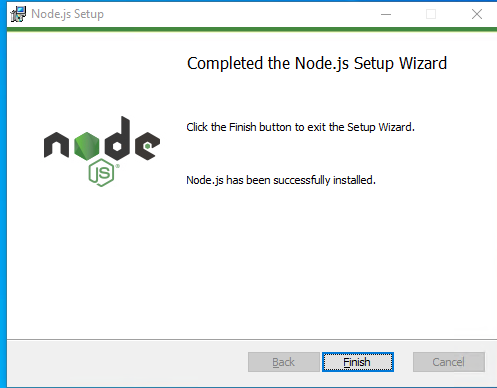 Node.js Setup
Completed the Node.js Setup Wizard
Click the Finish button to exit the Setup Wizard.
node
JS
Node.js has been successfully installed.
Back Finish Cancel